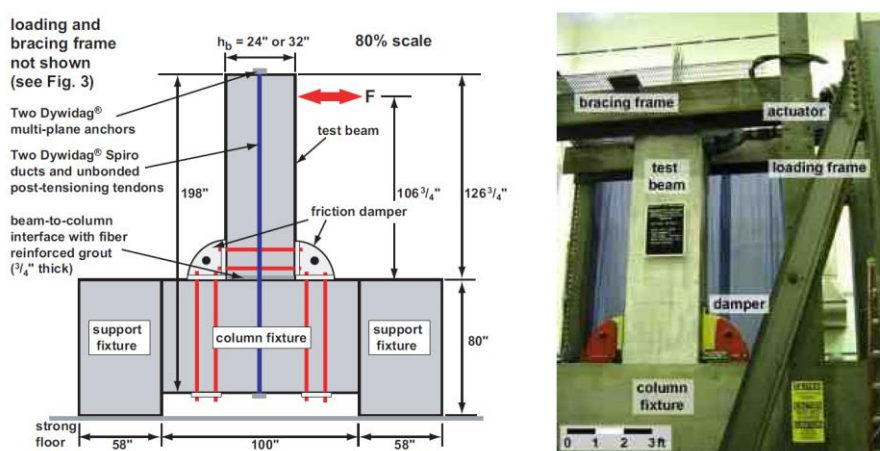 loading and
bracing frame
not shown
(see Fig. 3)
h_b = 24" or 32"
80% scale
Two Dywidag®
multi-plane anchors
F
test beam
Two Dywidag® Spiro
ducts and unbonded
post-tensioning tendons
198"
106 3/4"
126 3/4"
beam-to-column
interface with fiber
reinforced grout
(3/4" thick)
friction damper
support
fixture
column fixture
support
fixture
80"
strong
floor
58"
100"
58"
bracing frame
actuator
test
beam
loading frame
damper
column
fixture
0 1 2 3 ft